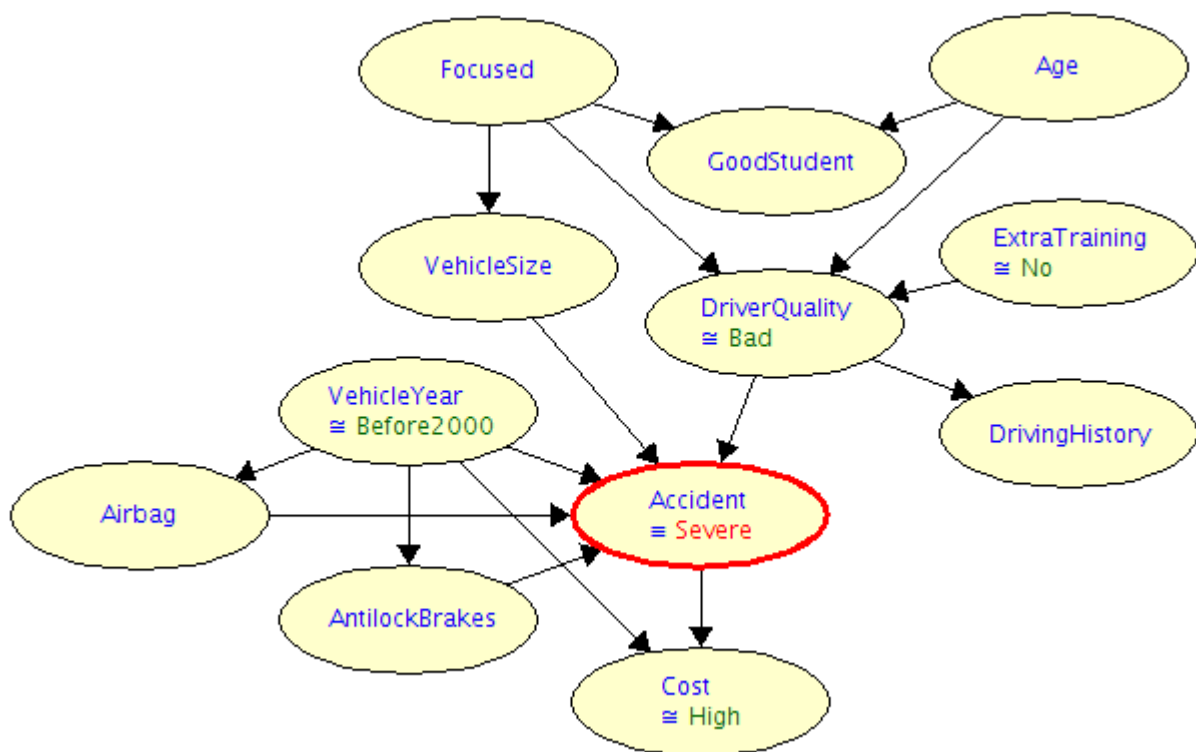 Focused
Age
GoodStudent
ExtraTraining
≅ No
VehicleSize
DriverQuality
≅ Bad
VehicleYear
≅ Before2000
DrivingHistory
Airbag
Accident
≅ Severe
AntilockBrakes
Cost
≅ High